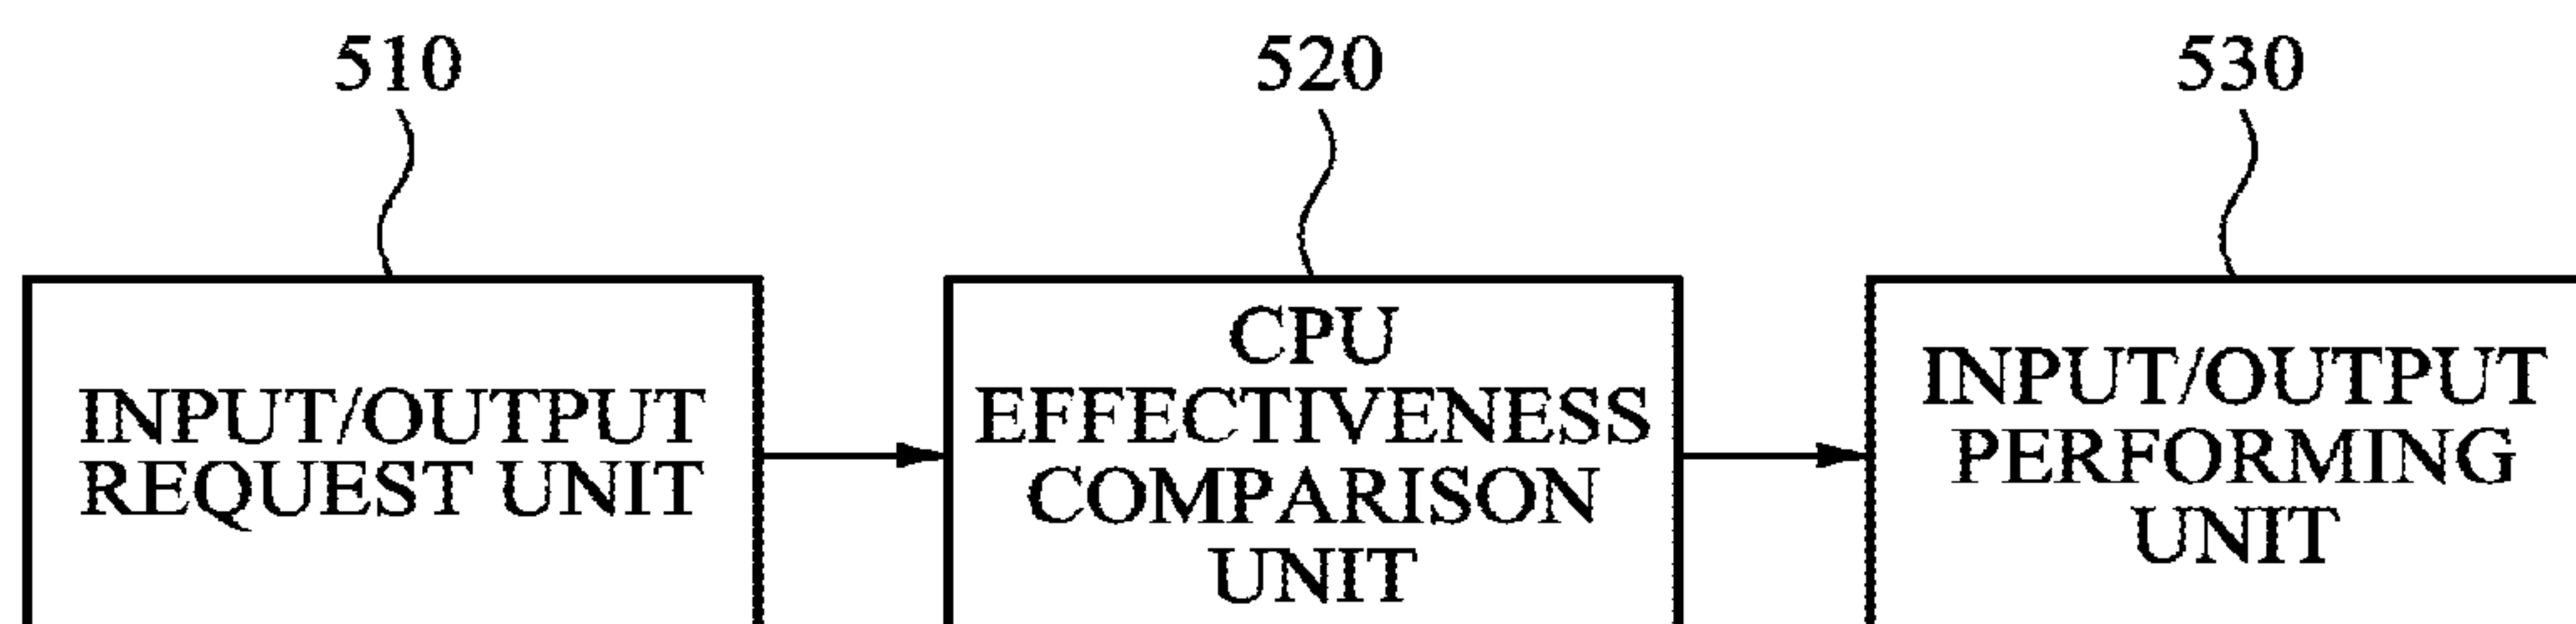 510
520
530
INPUT/OUTPUT
REQUEST UNIT
CPU
EFFECTIVENESS
COMPARISON
UNIT
INPUT/OUTPUT
PERFORMING
UNIT